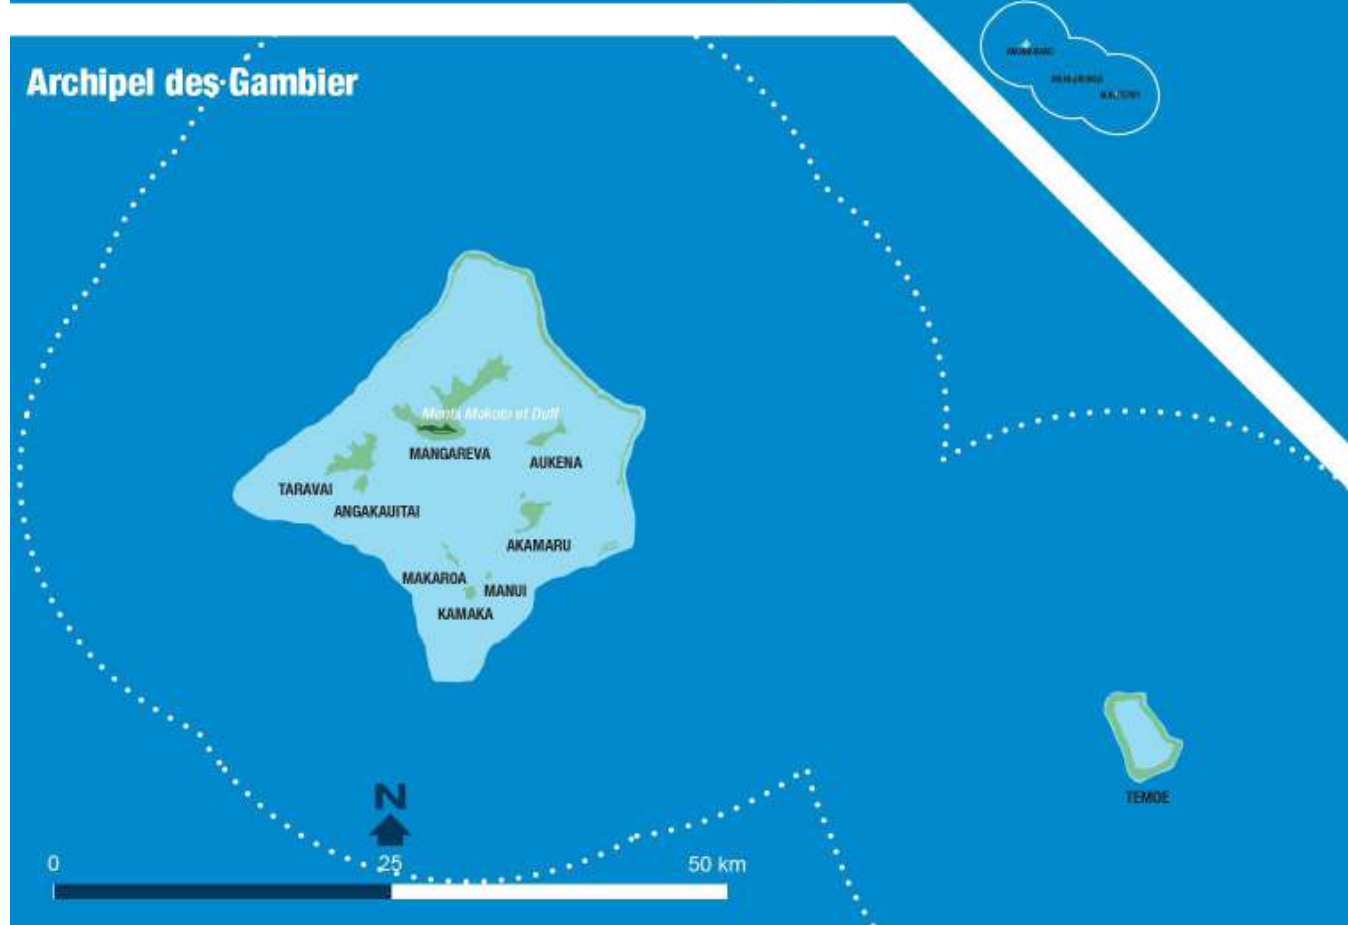 Archipel des Gambier
Monts Mokoto et Duff
MANGAREVA
AUKENA
TARAVAI
ANGAKAUITAI
AKAMARU
MAKAROA
MANUI
KAMAKA
TEMOE
N
0 25 50 km